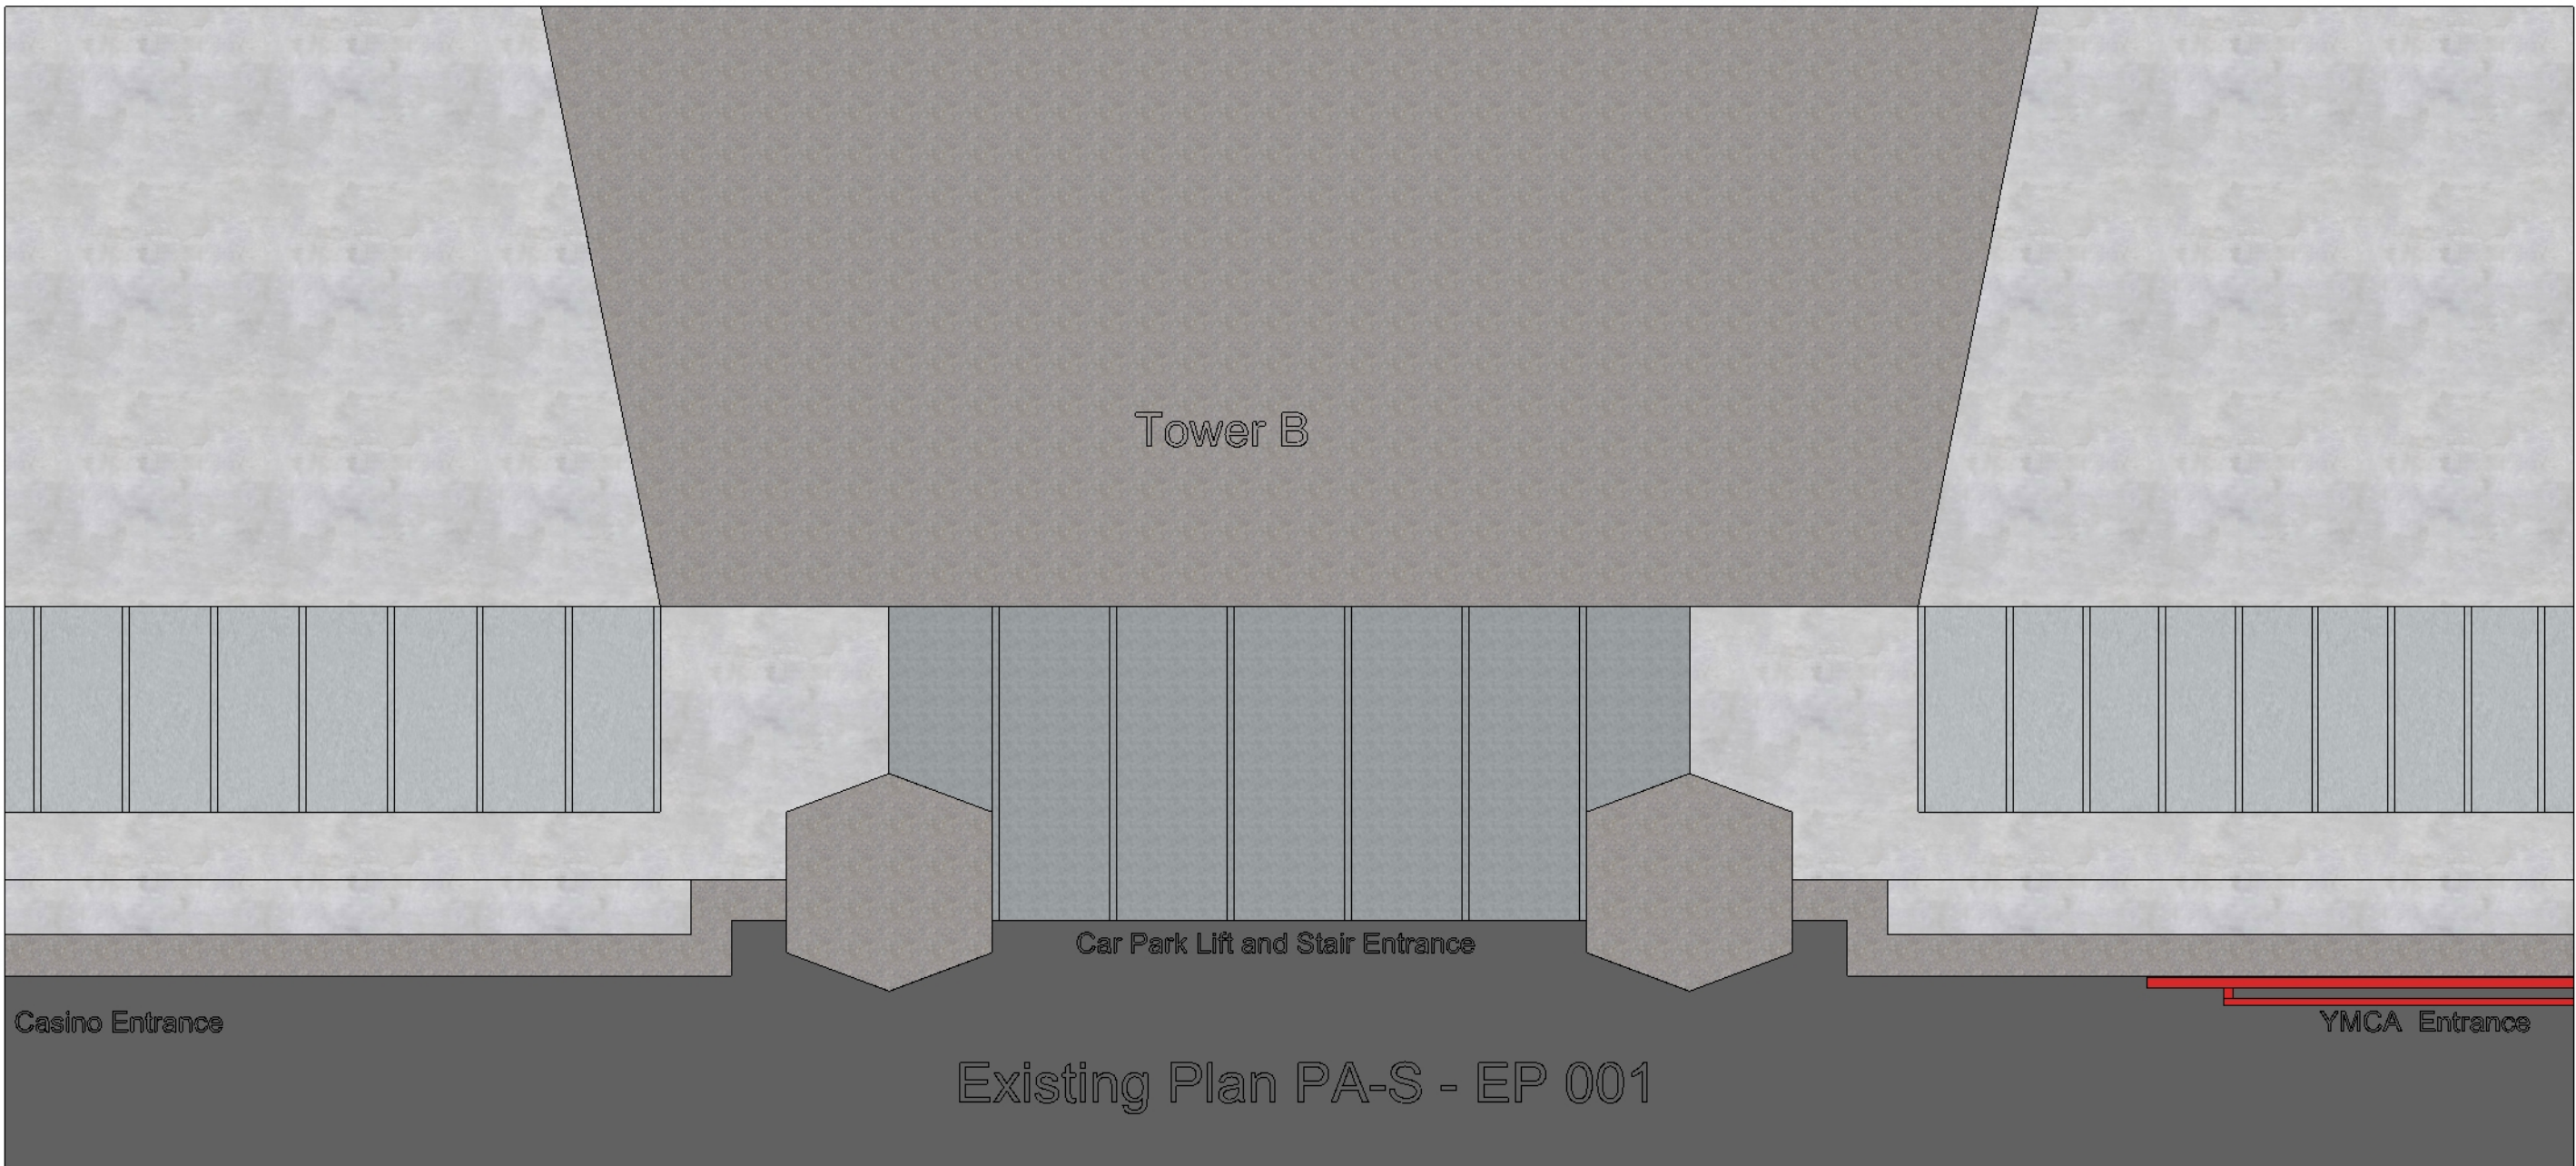 Tower B
Car Park Lift and Stair Entrance
Casino Entrance
YMCA Entrance
Existing Plan PA-S - EP 001